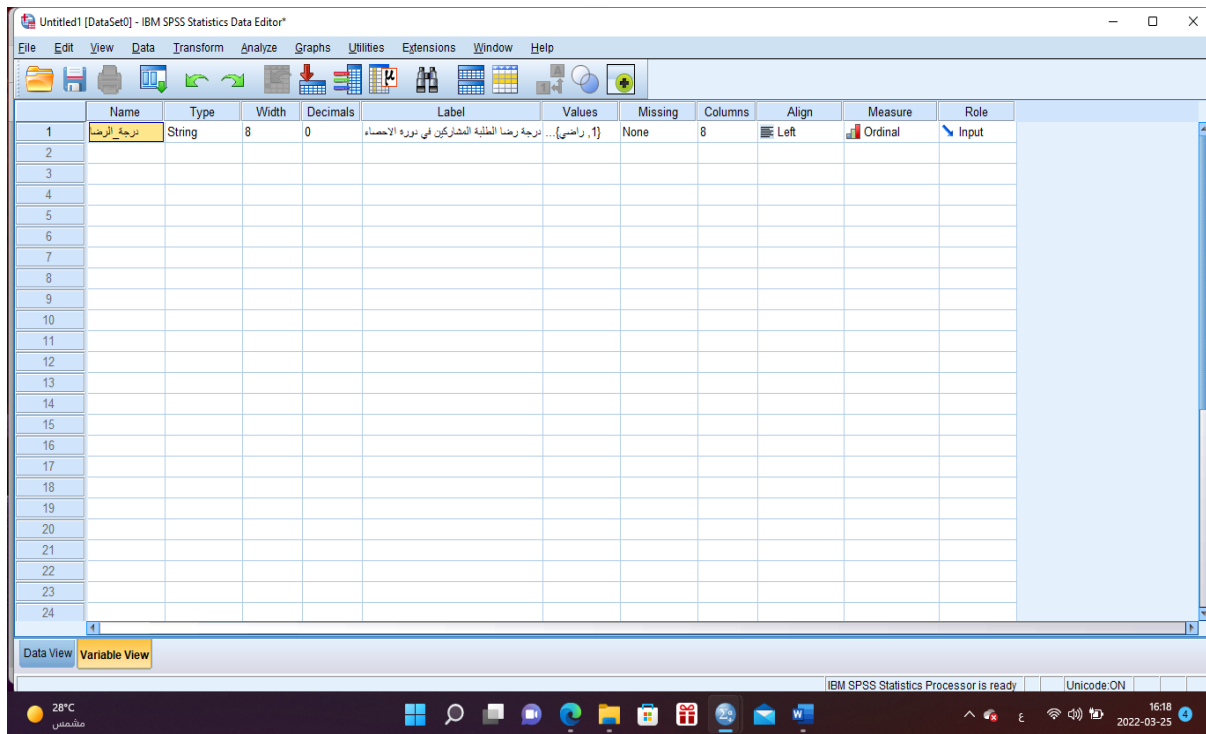 Untitled1 [DataSet0] - IBM SPSS Statistics Data Editor*
File Edit View Data Transform Analyze Graphs Utilities Extensions Window Help
Name Type Width Decimals Label Values Missing Columns Align Measure Role
1 درجة_الرضا String 8 0 درجة رضا الطلبة المشاركين في دورة الاحصاء {1, راضي}... None 8 Left Ordinal Input
2
3
4
5
6
7
8
9
10
11
12
13
14
15
16
17
18
19
20
21
22
23
24
Data View Variable View
IBM SPSS Statistics Processor is ready Unicode:ON
28°C
مشمس
ع
16:18
2022-03-25
4